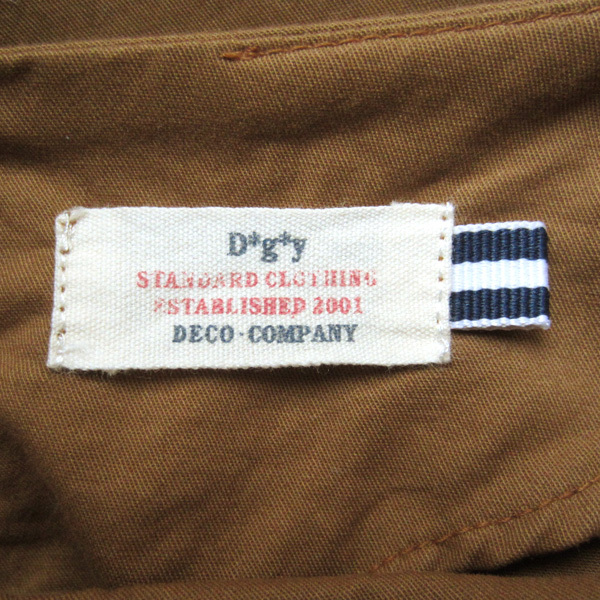 D*g*y
STANDARD CLOTHING
ESTABLISHED 2001
DECO·COMPANY